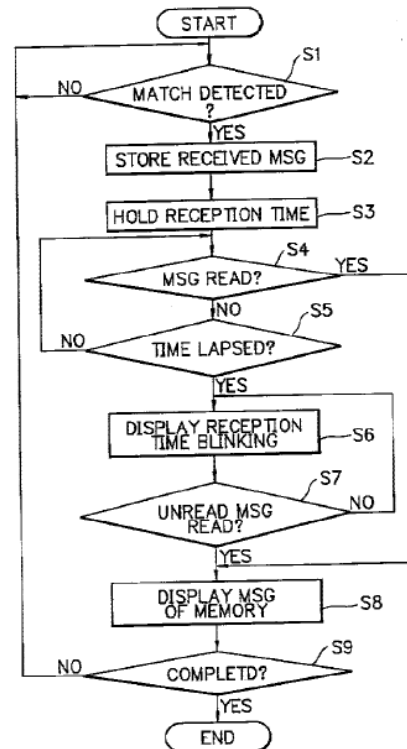 START
S1
NO
MATCH DETECTED
?
YES
STORE RECEIVED MSG
S2
HOLD RECEPTION TIME
S3
S4
MSG READ?
YES
NO
S5
NO
TIME LAPSED?
YES
DISPLAY RECEPTION
TIME BLINKING
S6
S7
UNREAD MSG
READ?
NO
YES
DISPLAY MSG
OF MEMORY
S8
S9
NO
COMPLETD?
YES
END